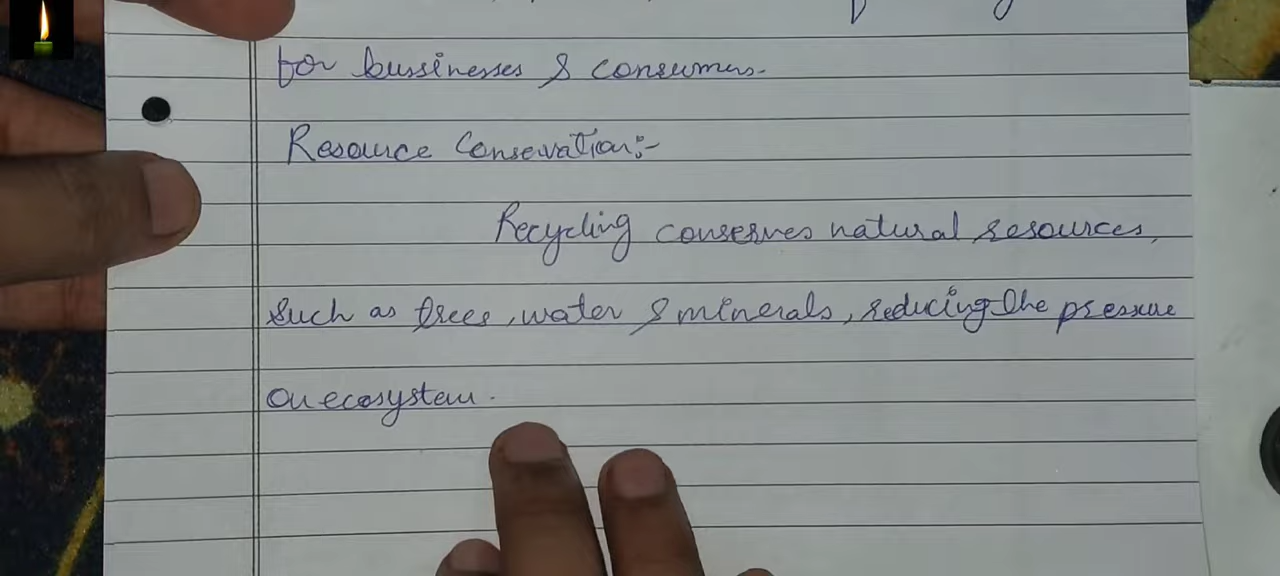 for bussinesses & consumers.
Resource Conservation:-
Recycling conserves natural resources,
such as trees, water & minerals, reducing the pressure
on ecosystem.